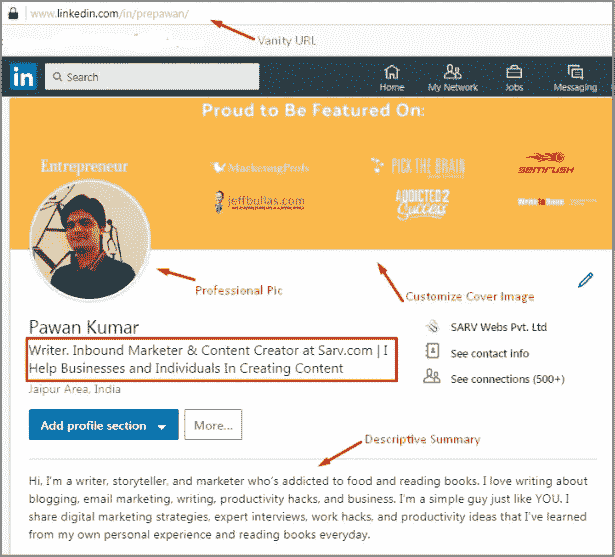 www.linkedin.com/in/prepawan/
Vanity URL
in
Search
Home
My Network
Jobs
Messaging
Proud to Be Featured On:
Entrepreneur
MarketingProfs
PICK THE BRAIN
SEMRUSH
jeffbullas.com
ADDICTED2
Success
Professional Pic
Customize Cover Image
Pawan Kumar
SARV Webs Pvt. Ltd
Writer. Inbound Marketer & Content Creator at Sarv.com | I
Help Businesses and Individuals In Creating Content
See contact info
See connections (500+)
Jaipur Area, India
Add profile section
More...
Descriptive Summary
Hi, I'm a writer, storyteller, and marketer who's addicted to food and reading books. I love writing about
blogging, email marketing, writing, productivity hacks, and business. I'm a simple guy just like YOU. I
share digital marketing strategies, expert interviews, work hacks, and productivity ideas that I've learned
from my own personal experience and reading books everyday.